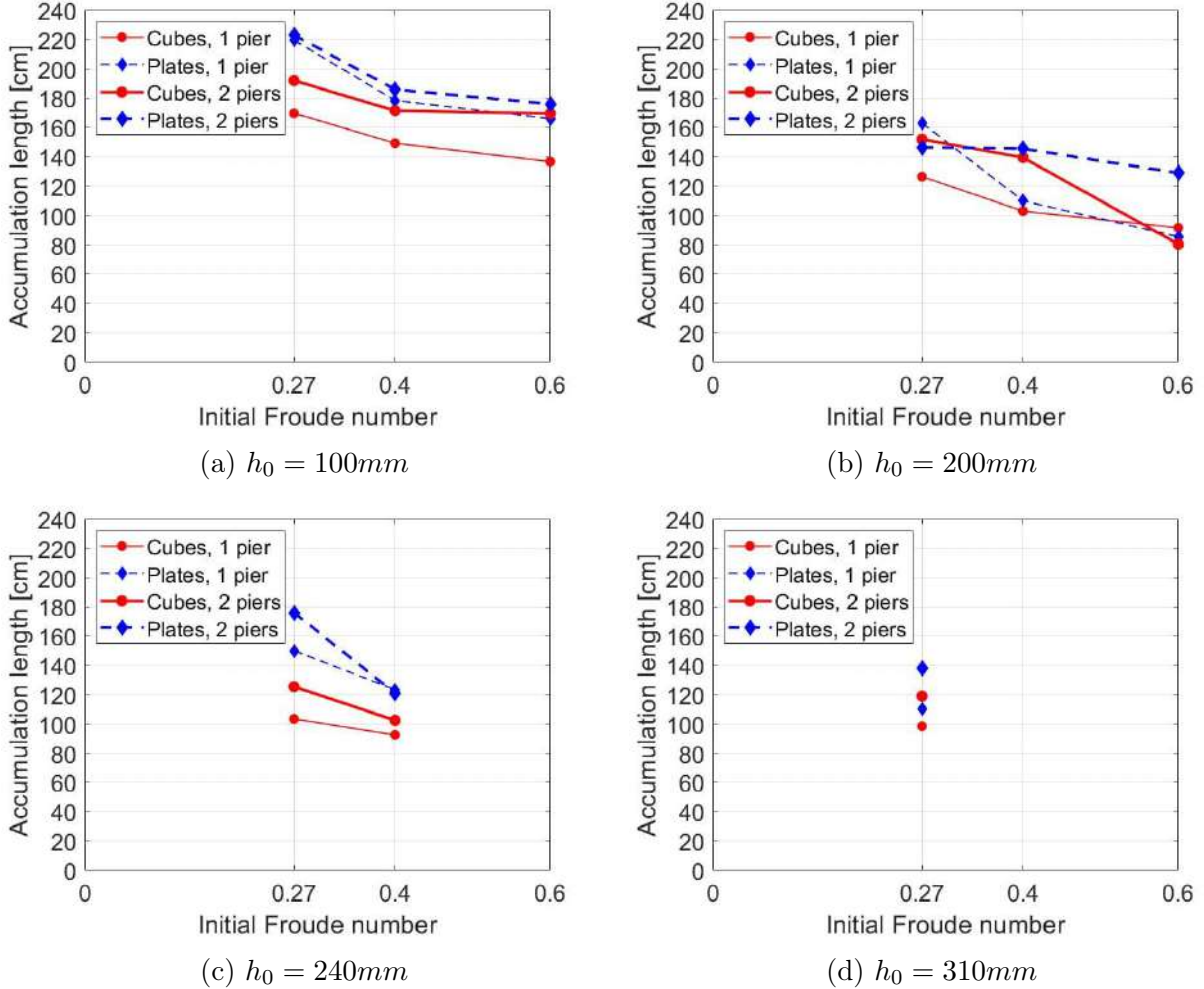 Accumulation length [cm]
240
220
200
180
160
140
120
100
80
60
40
20
0
Cubes, 1 pier
Plates, 1 pier
Cubes, 2 piers
Plates, 2 piers
0 0.27 0.4 0.6
Initial Froude number
(a) h₀ = 100mm
Accumulation length [cm]
240
220
200
180
160
140
120
100
80
60
40
20
0
Cubes, 1 pier
Plates, 1 pier
Cubes, 2 piers
Plates, 2 piers
0 0.27 0.4 0.6
Initial Froude number
(b) h₀ = 200mm
Accumulation length [cm]
240
220
200
180
160
140
120
100
80
60
40
20
0
Cubes, 1 pier
Plates, 1 pier
Cubes, 2 piers
Plates, 2 piers
0 0.27 0.4 0.6
Initial Froude number
(c) h₀ = 240mm
Accumulation length [cm]
240
220
200
180
160
140
120
100
80
60
40
20
0
Cubes, 1 pier
Plates, 1 pier
Cubes, 2 piers
Plates, 2 piers
0 0.27 0.4 0.6
Initial Froude number
(d) h₀ = 310mm